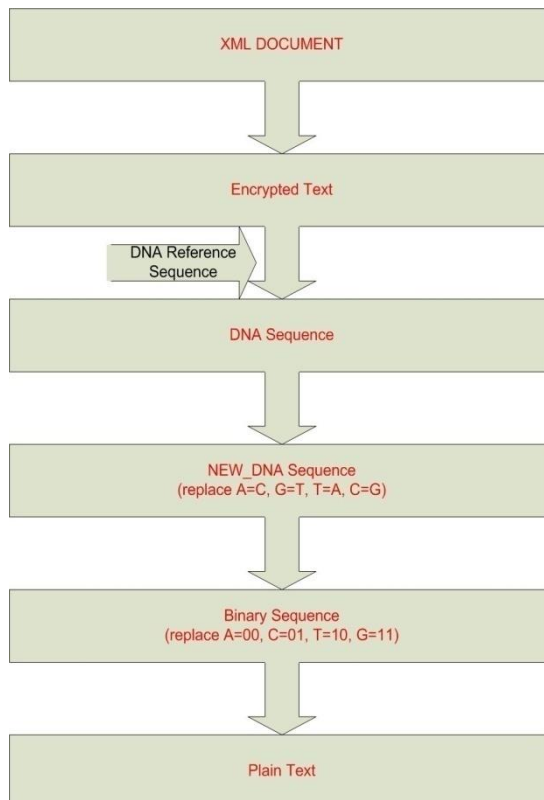 XML DOCUMENT
Encrypted Text
DNA Reference
Sequence
DNA Sequence
NEW_DNA Sequence
(replace A=C, G=T, T=A, C=G)
Binary Sequence
(replace A=00, C=01, T=10, G=11)
Plain Text